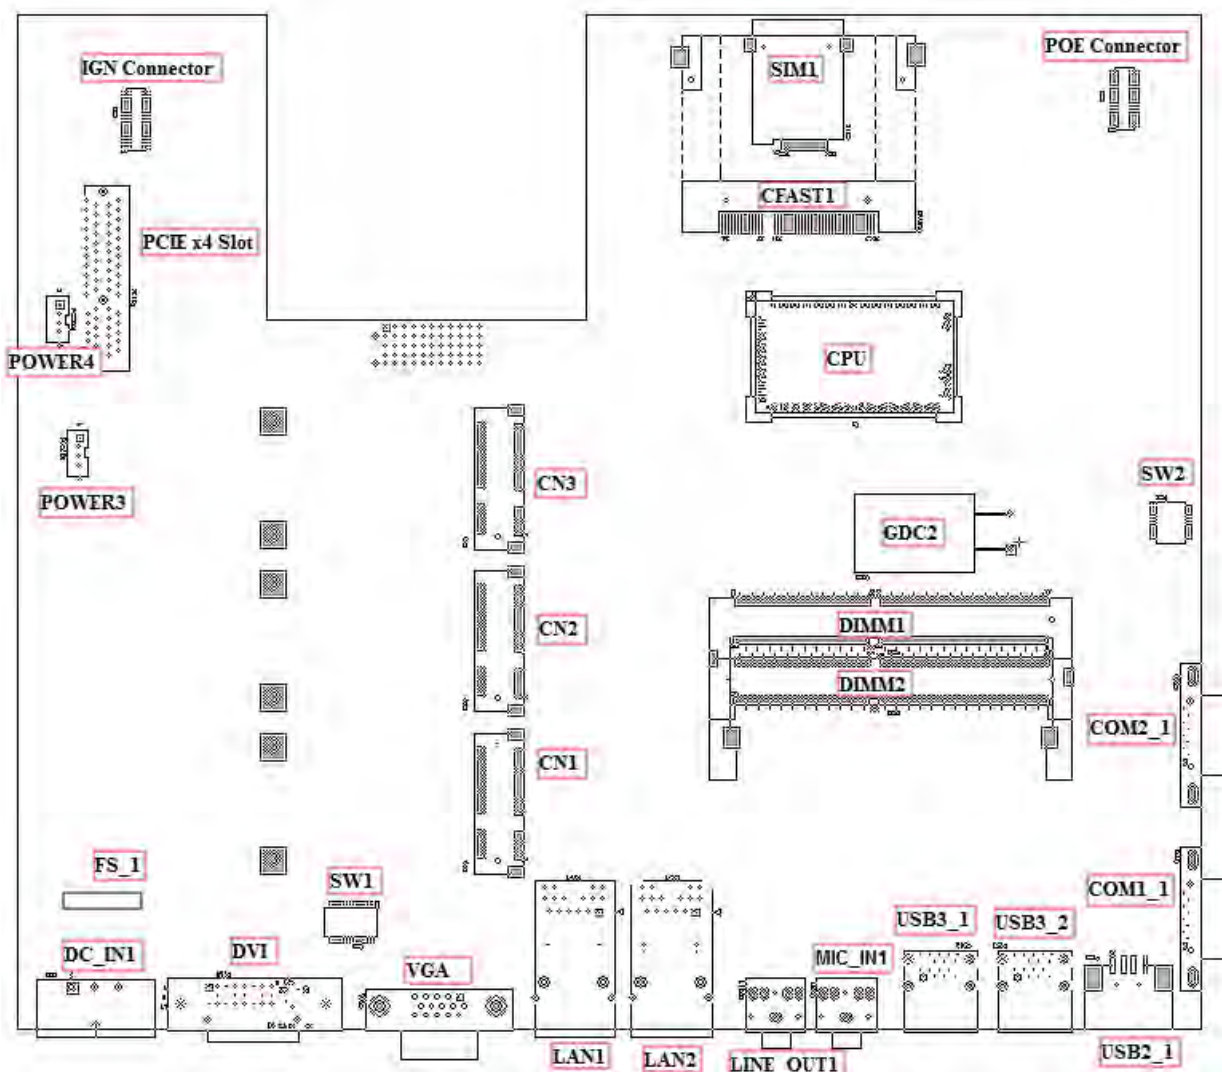 POE Connector
IGN Connector
SIM1
CFAST1
PCIE x4 Slot
POWER4
CPU
SW2
CN3
POWER3
GDC2
DIMM1
CN2
DIMM2
COM2_1
CN1
FS_1
SW1
COM1_1
USB3_1
USB3_2
DC_IN1
DVI
VGA
MIC_IN1
LAN1
LAN2
LINE_OUT1
USB2_1